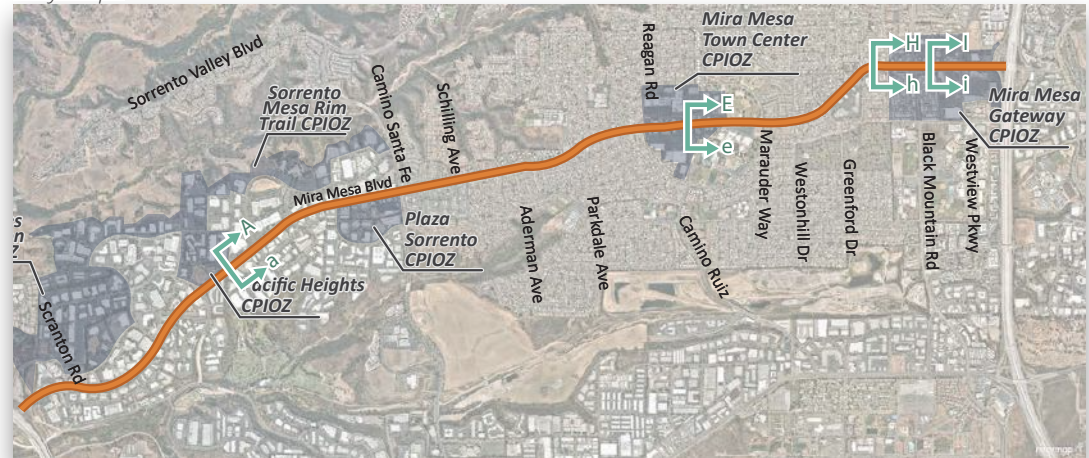 Sorrento Valley Blvd
Sorrento
Mesa Rim
Trail CPIOZ
Camino Santa Fe
Schilling Ave
Reagan Rd
Mira Mesa
Town Center
CPIOZ
H
h
I
i
Mira Mesa
Gateway
CPIOZ
E
e
Mira Mesa Blvd
Plaza
Sorrento
CPIOZ
A
a
acific Heights
CPIOZ
Scranton Rd
Aderman Ave
Parkdale Ave
Camino Ruiz
Marauder Way
Westonhill Dr
Greenford Dr
Black Mountain Rd
Westview Pkwy
s
n
Z